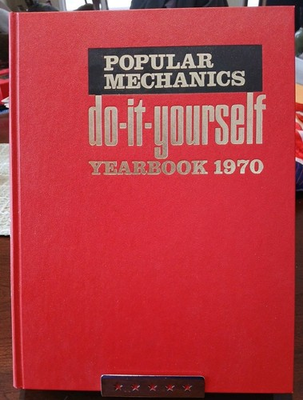 POPULAR
MECHANICS
do-it-yourself
YEARBOOK 1970